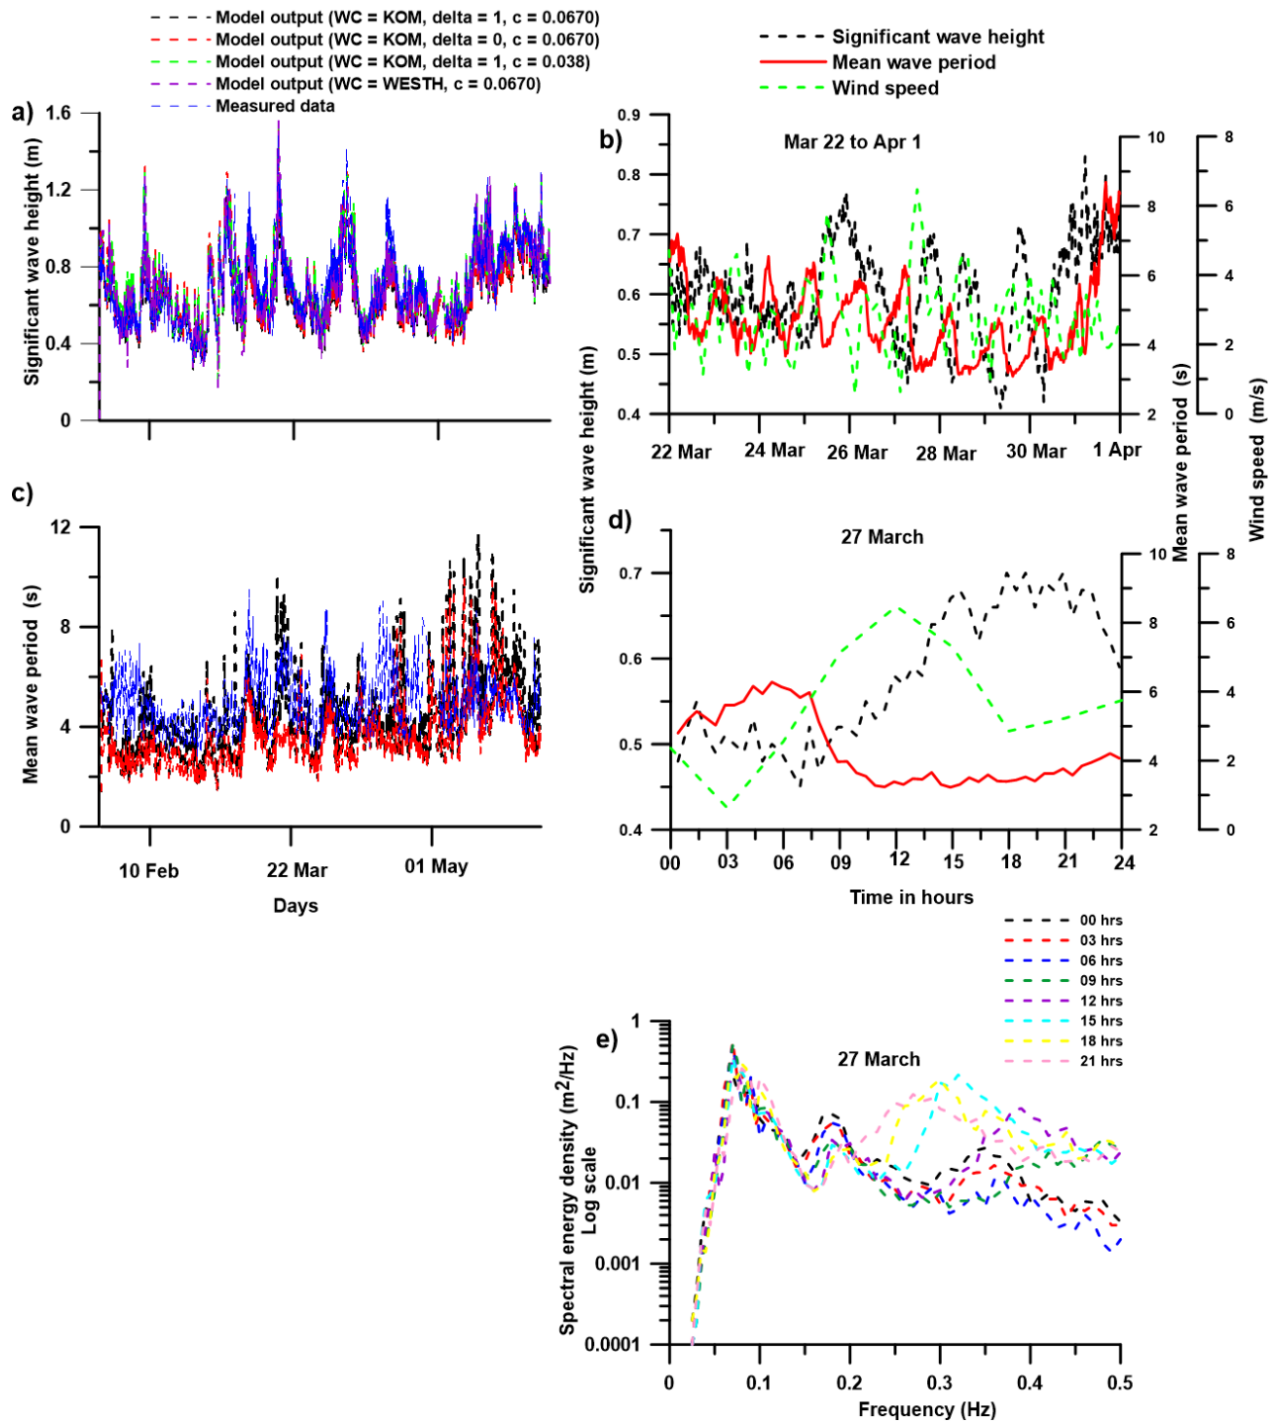 Model output (WC = KOM, delta = 1, c = 0.0670)
Model output (WC = KOM, delta = 0, c = 0.0670)
Model output (WC = KOM, delta = 1, c = 0.038)
Model output (WC = WESTH, c = 0.0670)
Measured data
a)
1.6
1.2
0.8
0.4
0
Significant wave height (m)
Significant wave height
Mean wave period
Wind speed
b)
Mar 22 to Apr 1
0.9
0.8
0.7
0.6
0.5
0.4
22 Mar
24 Mar
26 Mar
28 Mar
30 Mar
1 Apr
10
8
6
4
2
8
6
4
2
0
Significant wave height (m)
Mean wave period (s)
Wind speed (m/s)
c)
12
8
4
0
Mean wave period (s)
10 Feb
22 Mar
01 May
Days
d)
27 March
0.7
0.6
0.5
0.4
00
03
06
09
12
15
18
21
24
Time in hours
10
8
6
4
2
8
6
4
2
0
00 hrs
03 hrs
06 hrs
09 hrs
12 hrs
15 hrs
18 hrs
21 hrs
e)
27 March
1
0.1
0.01
0.001
0.0001
Spectral energy density (m²/Hz)
Log scale
0
0.1
0.2
0.3
0.4
0.5
Frequency (Hz)